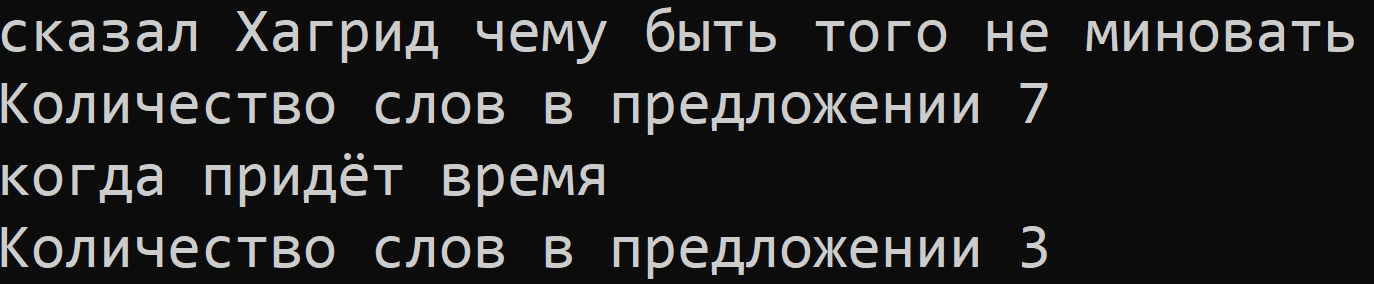 сказал Хагрид чему быть того не миновать
Количество слов в предложении 7
когда придёт время
Количество слов в предложении 3